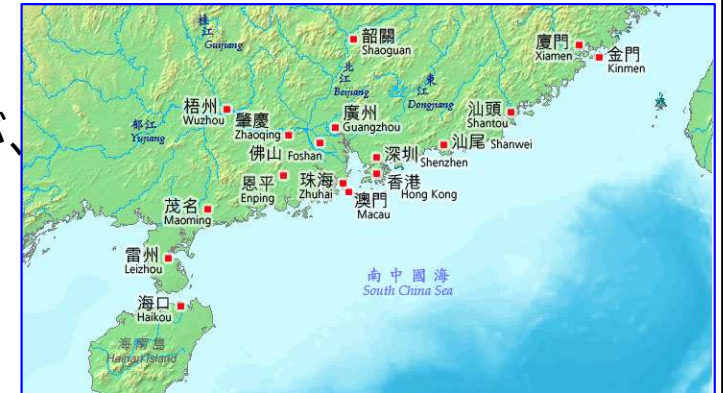 桂江
Guijiang
韶關
Shaoguan
北江
Beijiang
東江
Dongjiang
廈門
Xiamen
金門
Kinmen
梧州
Wuzhou
鬱江
Yujiang
肇慶
Zhaoqing
廣州
Guangzhou
汕頭
Shantou
佛山 Foshan
深圳
Shenzhen
汕尾 Shanwei
恩平
Enping
珠海
Zhuhai
香港
Hong Kong
澳門
Macau
茂名
Maoming
雷州
Leizhou
南中國海
South China Sea
海口
Haikou
海南島
Hainan Island